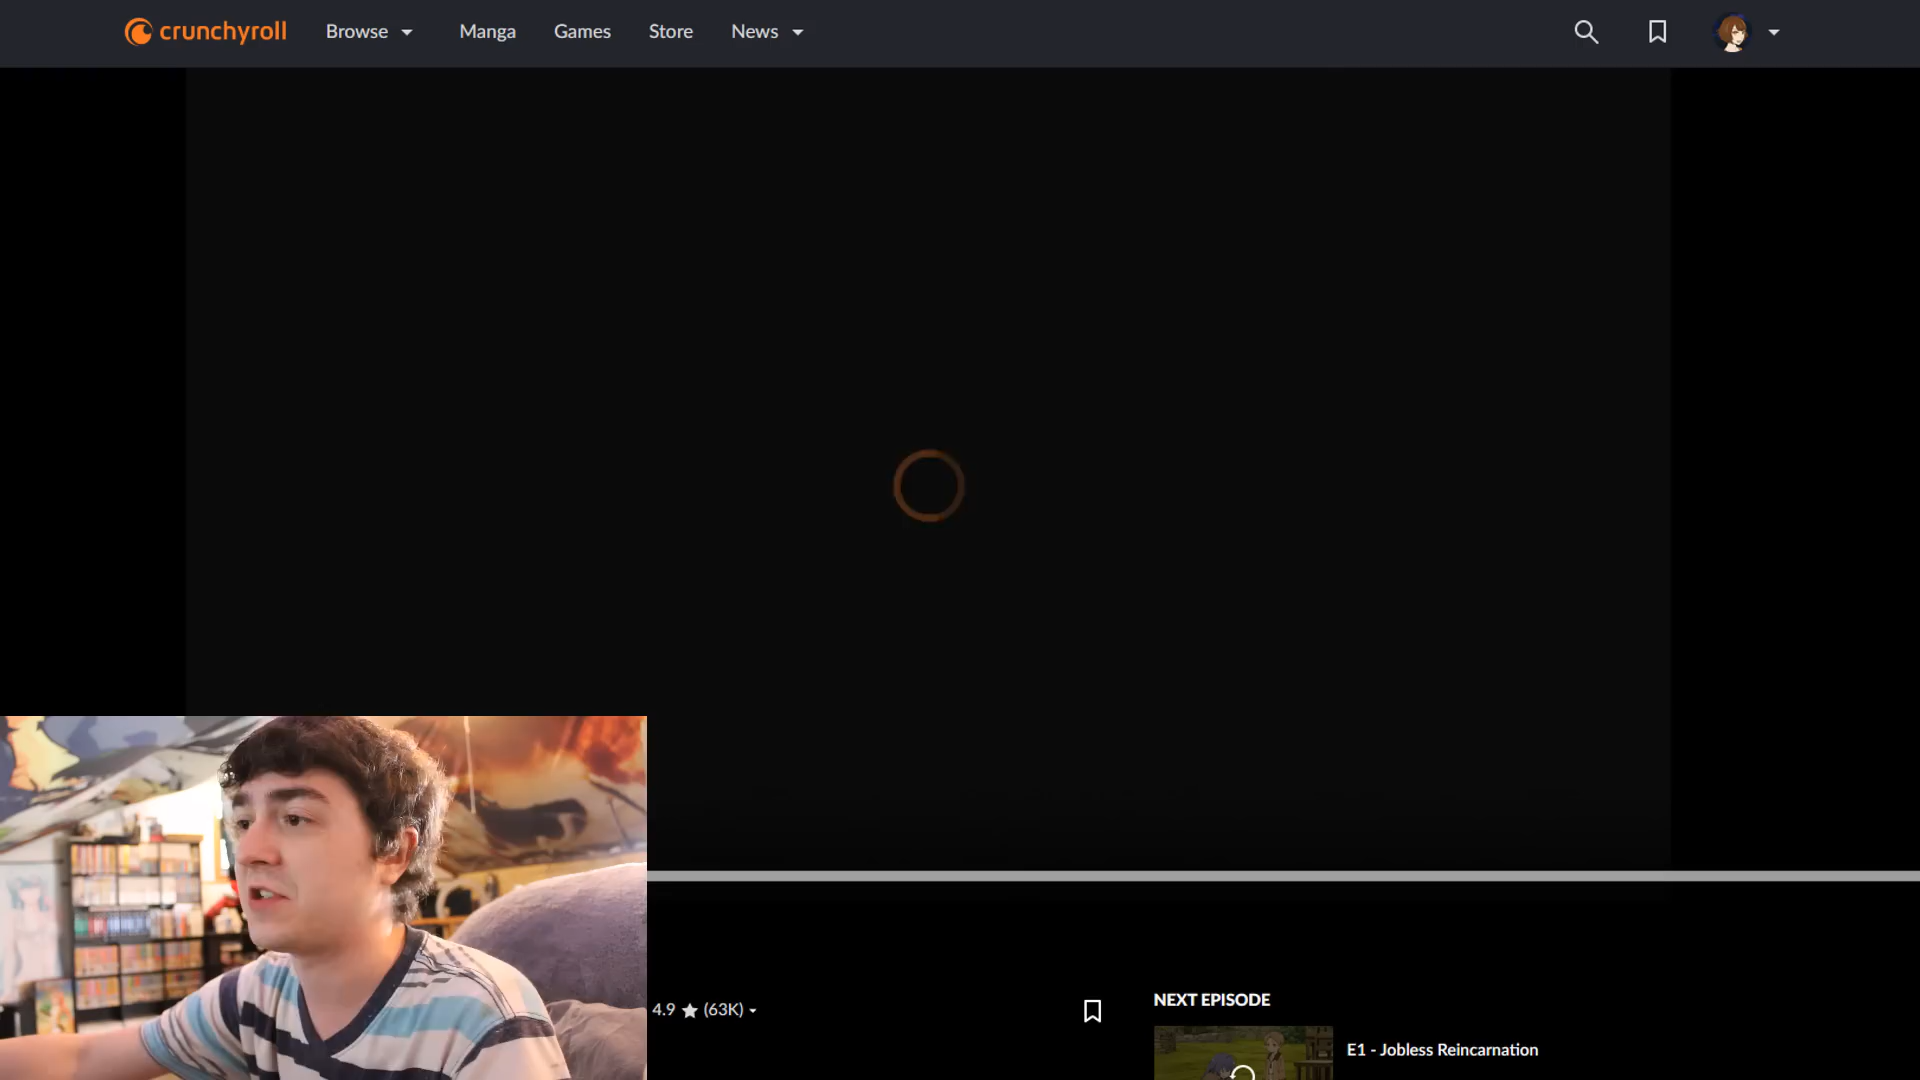 crunchyroll Browse Manga Games Store News
4.9 ★ (63K)
NEXT EPISODE
E1 - Jobless Reincarnation